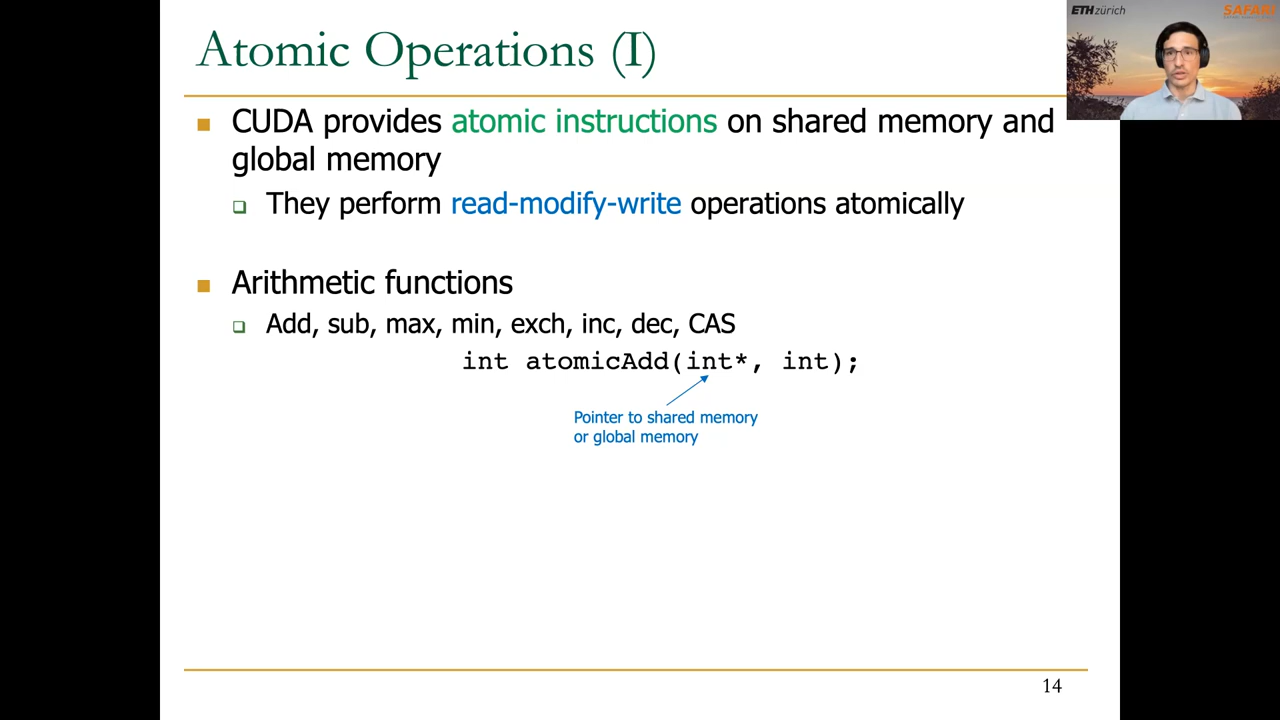 Atomic Operations (I)
ETHzürich
SAFARI
CUDA provides atomic instructions on shared memory and
global memory
They perform read-modify-write operations atomically
Arithmetic functions
Add, sub, max, min, exch, inc, dec, CAS
int atomicAdd(int*, int);
Pointer to shared memory
or global memory
14